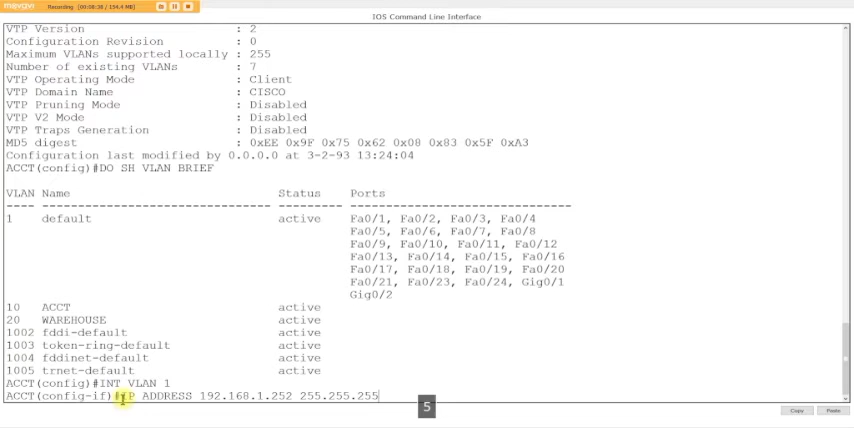 movavi Recording [00:08:38 / 194.4 MB]
IOS Command Line Interface
VTP Version : 2
Configuration Revision : 0
Maximum VLANs supported locally : 255
Number of existing VLANs : 7
VTP Operating Mode : Client
VTP Domain Name : CISCO
VTP Pruning Mode : Disabled
VTP V2 Mode : Disabled
VTP Traps Generation : Disabled
MD5 digest : 0xEE 0x9F 0x75 0x62 0x08 0x83 0x5F 0xA3
Configuration last modified by 0.0.0.0 at 3-2-93 13:24:04
ACCT(config)#DO SH VLAN BRIEF
VLAN Name Status Ports
---- -------------------------------- --------- -------------------------------
1 default active Fa0/1, Fa0/2, Fa0/3, Fa0/4
Fa0/5, Fa0/6, Fa0/7, Fa0/8
Fa0/9, Fa0/10, Fa0/11, Fa0/12
Fa0/13, Fa0/14, Fa0/15, Fa0/16
Fa0/17, Fa0/18, Fa0/19, Fa0/20
Fa0/21, Fa0/23, Fa0/24, Gig0/1
Gig0/2
10 ACCT active
20 WAREHOUSE active
1002 fddi-default active
1003 token-ring-default active
1004 fddinet-default active
1005 trnet-default active
ACCT(config)#INT VLAN 1
ACCT(config-if)#IP ADDRESS 192.168.1.252 255.255.255
5
Copy Paste